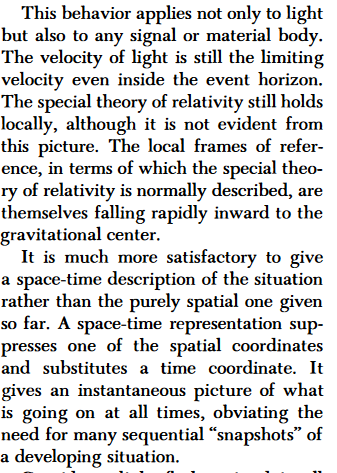 This behavior applies not only to light
but also to any signal or material body.
The velocity of light is still the limiting
velocity even inside the event horizon.
The special theory of relativity still holds
locally, although it is not evident from
this picture. The local frames of refer-
ence, in terms of which the special theo-
ry of relativity is normally described, are
themselves falling rapidly inward to the
gravitational center.
It is much more satisfactory to give
a space-time description of the situation
rather than the purely spatial one given
so far. A space-time representation sup-
presses one of the spatial coordinates
and substitutes a time coordinate. It
gives an instantaneous picture of what
is going on at all times, obviating the
need for many sequential “snapshots” of
a developing situation.